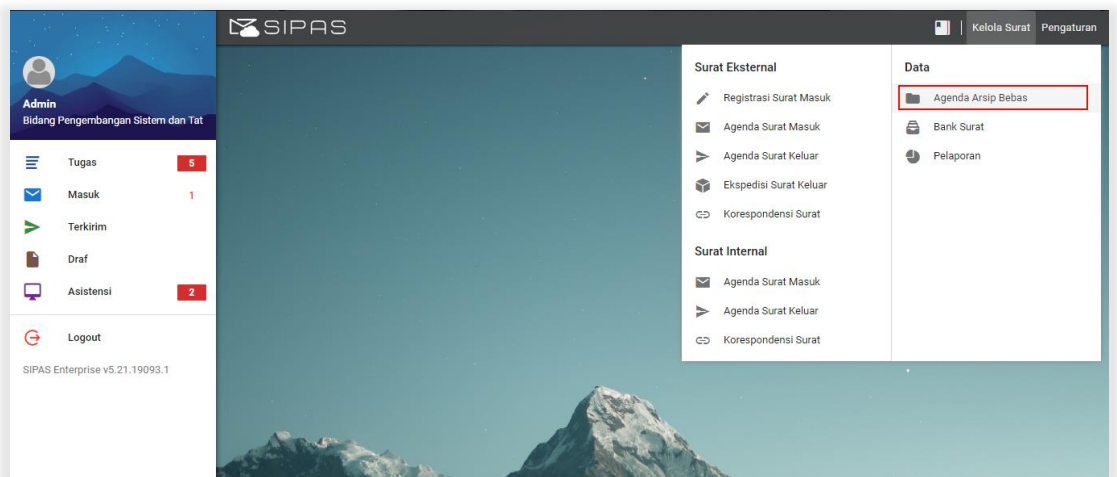 SIPAS
Kelola Surat
Pengaturan
Admin
Bidang Pengembangan Sistem dan Tat
Tugas 5
Masuk 1
Terkirim
Draf
Asistensi 2
Logout
SIPAS Enterprise v5.21.19093.1
Surat Eksternal
Registrasi Surat Masuk
Agenda Surat Masuk
Agenda Surat Keluar
Ekspedisi Surat Keluar
Korespondensi Surat
Surat Internal
Agenda Surat Masuk
Agenda Surat Keluar
Korespondensi Surat
Data
Agenda Arsip Bebas
Bank Surat
Pelaporan